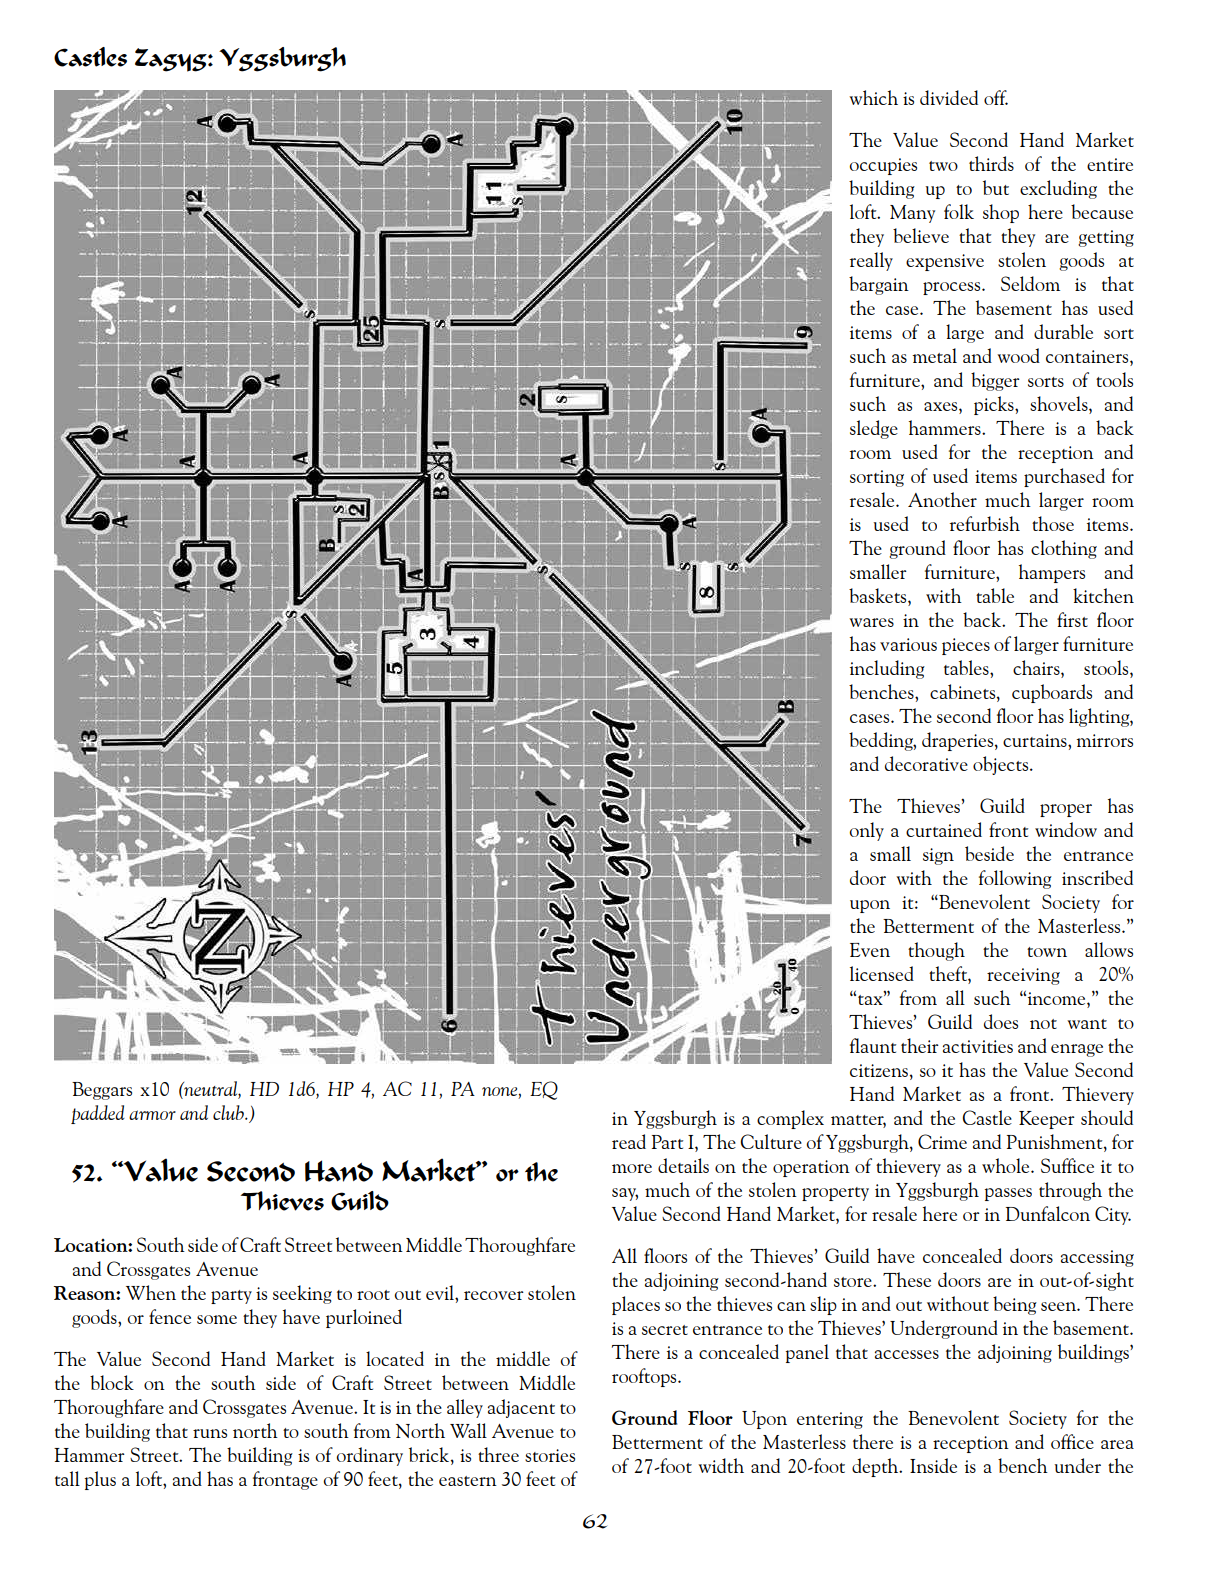 Castles Zagyg: Yggsburgh
A
A
10
12
11
S
S
S
25
9
A
A
2
S
A
A
A
A
A
1
S
B
S
A
S
2
B
A
A
A
A
S
S
S
8
A
S
3
4
5
A
B
13
7
6
Thieves'
Underground
N
0 20 40
Beggars x10 (neutral, HD 1d6, HP 4, AC 11, PA none, EQ
padded armor and club.)
52. “Value Second Hand Market” or the
Thieves Guild
Location: South side of Craft Street between Middle Thoroughfare
and Crossgates Avenue
Reason: When the party is seeking to root out evil, recover stolen
goods, or fence some they have purloined
The Value Second Hand Market is located in the middle of
the block on the south side of Craft Street between Middle
Thoroughfare and Crossgates Avenue. It is in the alley adjacent to
the building that runs north to south from North Wall Avenue to
Hammer Street. The building is of ordinary brick, is three stories
tall plus a loft, and has a frontage of 90 feet, the eastern 30 feet of
which is divided off.
The Value Second Hand Market
occupies two thirds of the entire
building up to but excluding the
loft. Many folk shop here because
they believe that they are getting
really expensive stolen goods at
bargain process. Seldom is that
the case. The basement has used
items of a large and durable sort
such as metal and wood containers,
furniture, and bigger sorts of tools
such as axes, picks, shovels, and
sledge hammers. There is a back
room used for the reception and
sorting of used items purchased for
resale. Another much larger room
is used to refurbish those items.
The ground floor has clothing and
smaller furniture, hampers and
baskets, with table and kitchen
wares in the back. The first floor
has various pieces of larger furniture
including tables, chairs, stools,
benches, cabinets, cupboards and
cases. The second floor has lighting,
bedding, draperies, curtains, mirrors
and decorative objects.
The Thieves’ Guild proper has
only a curtained front window and
a small sign beside the entrance
door with the following inscribed
upon it: “Benevolent Society for
the Betterment of the Masterless.”
Even though the town allows
licensed theft, receiving a 20%
“tax” from all such “income,” the
Thieves’ Guild does not want to
flaunt their activities and enrage the
citizens, so it has the Value Second
Hand Market as a front. Thievery
in Yggsburgh is a complex matter, and the Castle Keeper should
read Part I, The Culture of Yggsburgh, Crime and Punishment, for
more details on the operation of thievery as a whole. Suffice it to
say, much of the stolen property in Yggsburgh passes through the
Value Second Hand Market, for resale here or in Dunfalcon City.
All floors of the Thieves’ Guild have concealed doors accessing
the adjoining second-hand store. These doors are in out-of-sight
places so the thieves can slip in and out without being seen. There
is a secret entrance to the Thieves’ Underground in the basement.
There is a concealed panel that accesses the adjoining buildings’
rooftops.
Ground Floor Upon entering the Benevolent Society for the
Betterment of the Masterless there is a reception and office area
of 27-foot width and 20-foot depth. Inside is a bench under the
62